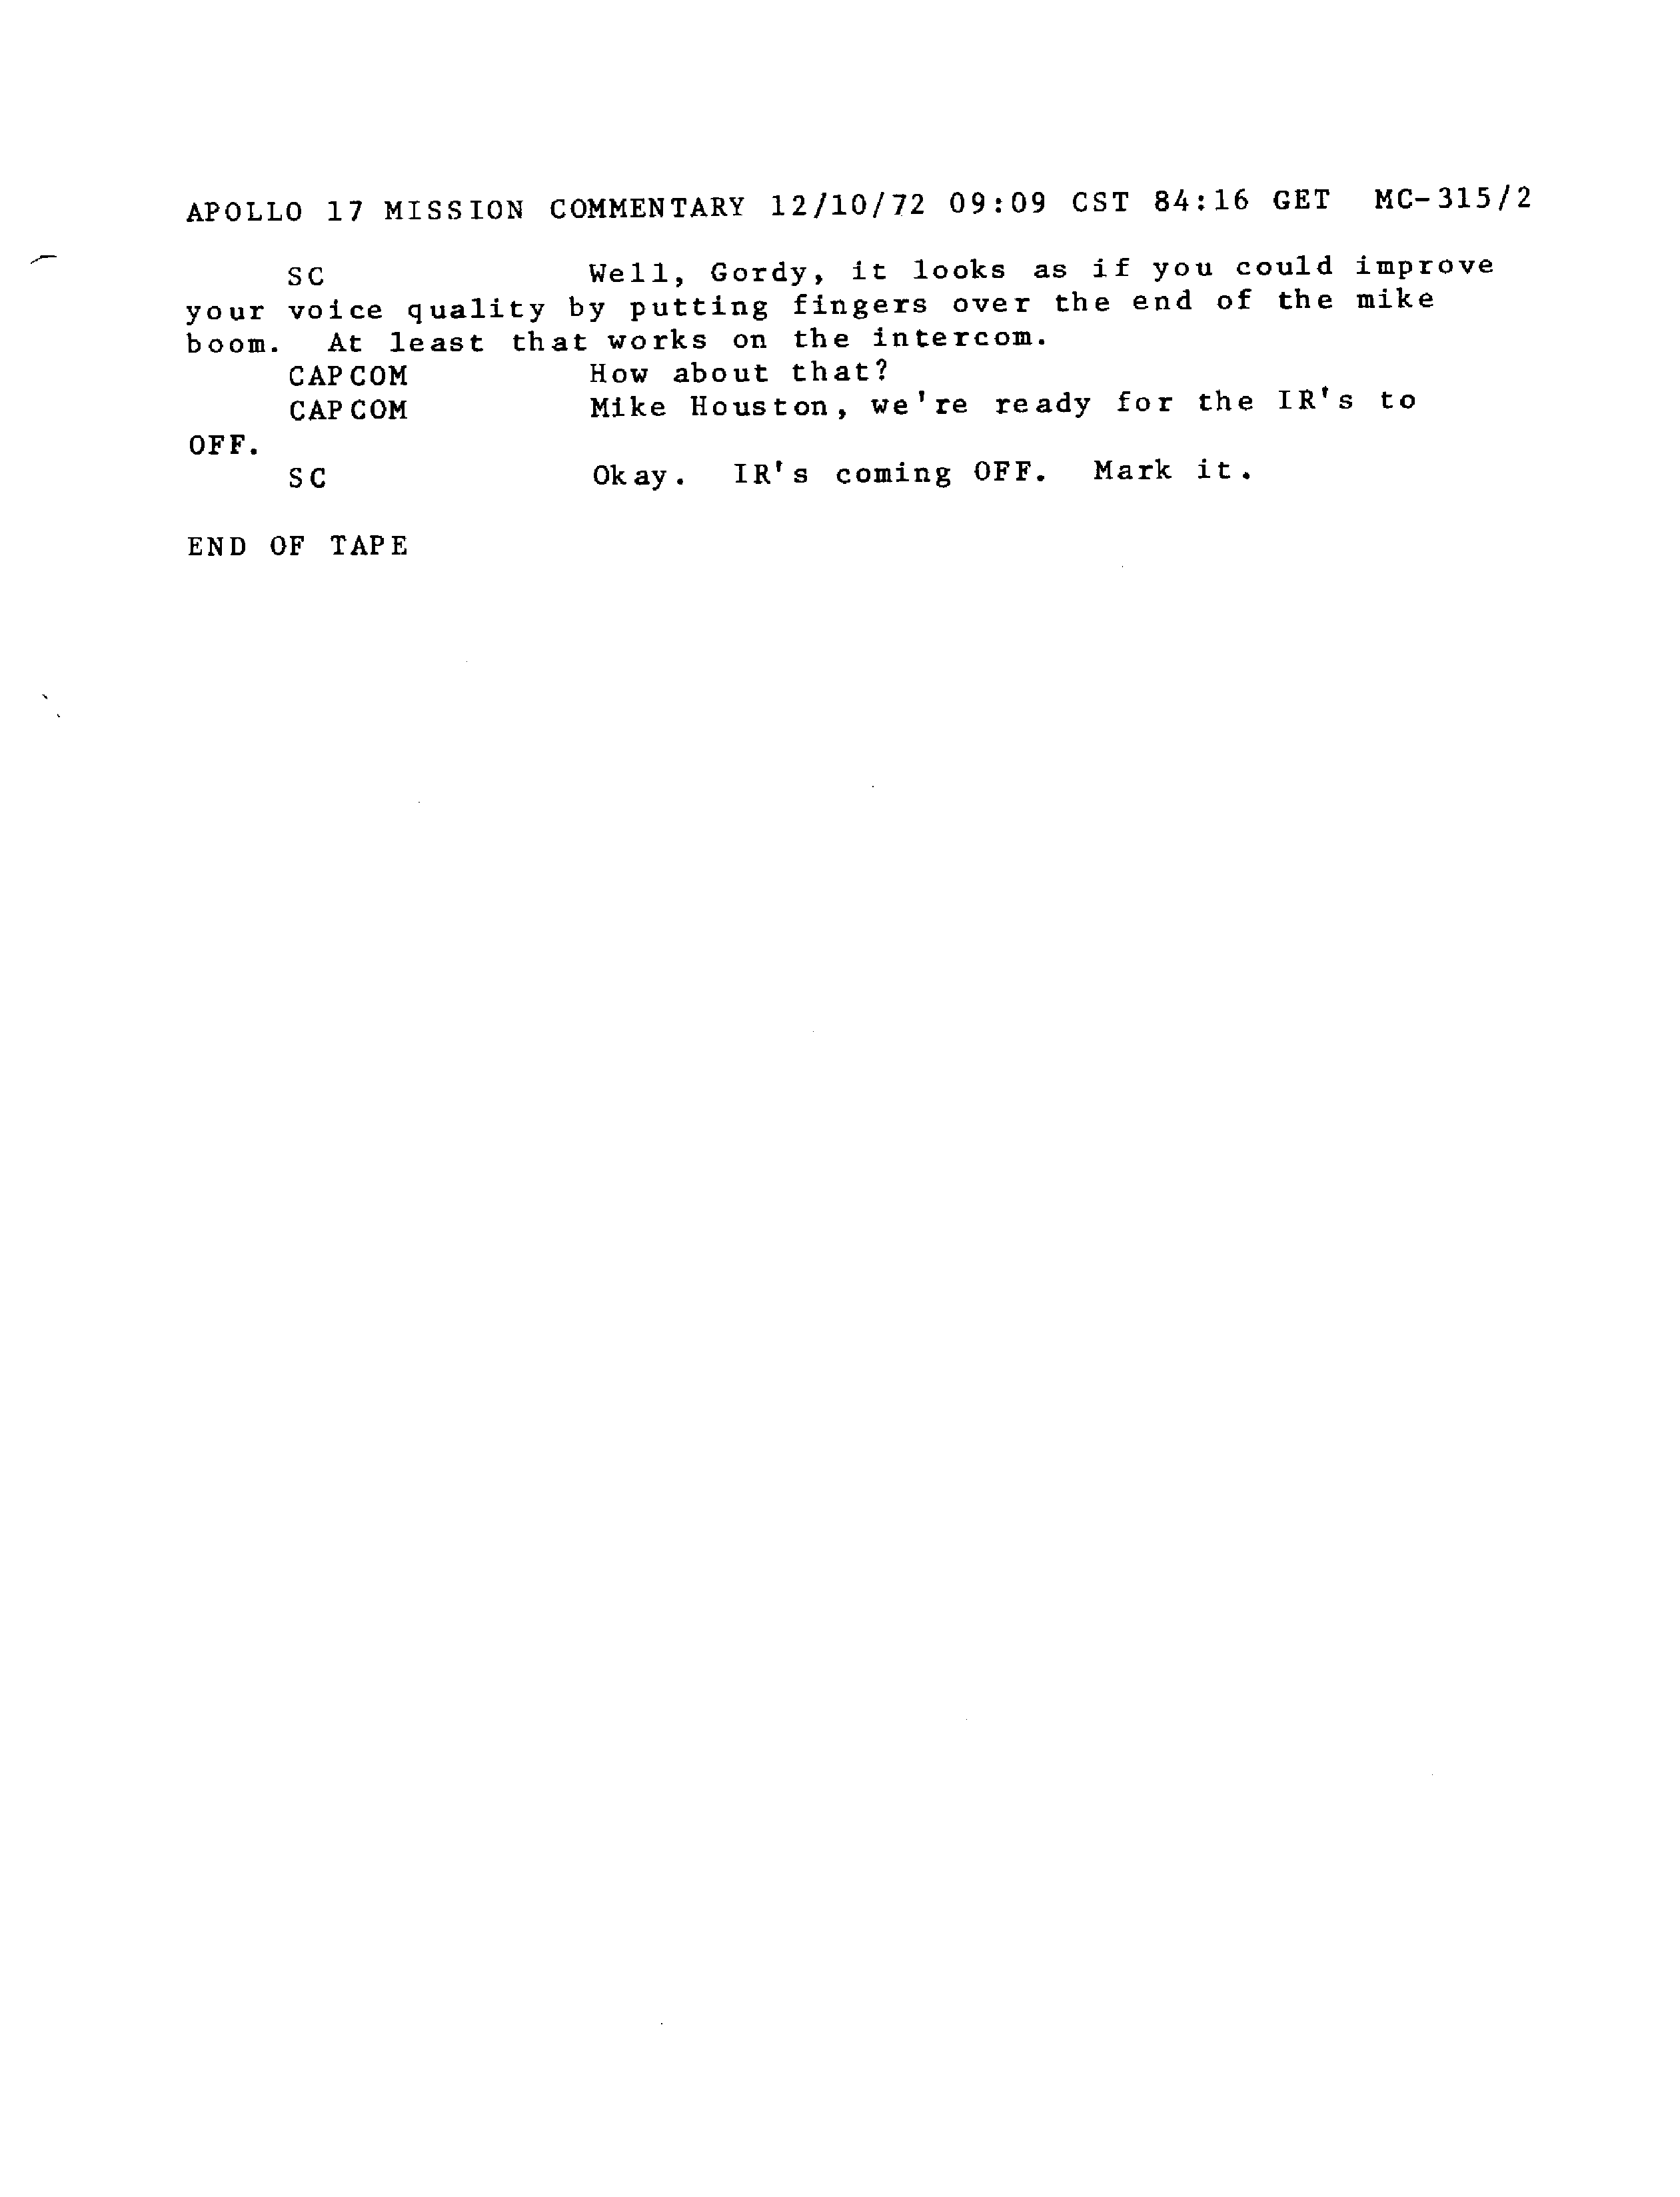 APOLLO 17 MISSION COMMENTARY 12/10/72 09:09 CST 84:16 GET MC-315/2
SC Well, Gordy, it looks as if you could improve
your voice quality by putting fingers over the end of the mike
boom. At least that works on the intercom.
CAPCOM How about that?
CAPCOM Mike Houston, we're ready for the IR's to
OFF.
SC Okay. IR's coming OFF. Mark it.
END OF TAPE